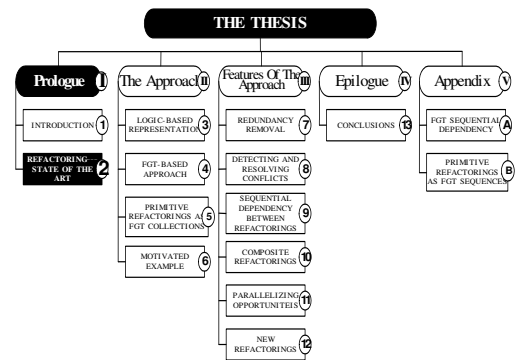 THE THESIS
Prologue I
INTRODUCTION 1
REFACTORING—
STATE OF THE
ART 2
The Approach II
LOGIC-BASED
REPRESENTATION 3
FGT-BASED
APPROACH 4
PRIMITIVE
REFACTORINGS AS
FGT COLLECTIONS 5
MOTIVATED
EXAMPLE 6
Features Of The
Approach III
REDUNDANCY
REMOVAL 7
DETECTING AND
RESOLVING
CONFLICTS 8
SEQUENTIAL
DEPENDENCY
BETWEEN
REFACTORINGS 9
COMPOSITE
REFACTORINGS 10
PARALLELIZING
OPPORTUNITEIS 11
NEW
REFACTORINGS 12
Epilogue IV
CONCLUSIONS 13
Appendix V
FGT SEQUENTIAL
DEPENDENCY A
PRIMITIVE
REFACTORINGS
AS FGT SEQUENCES B